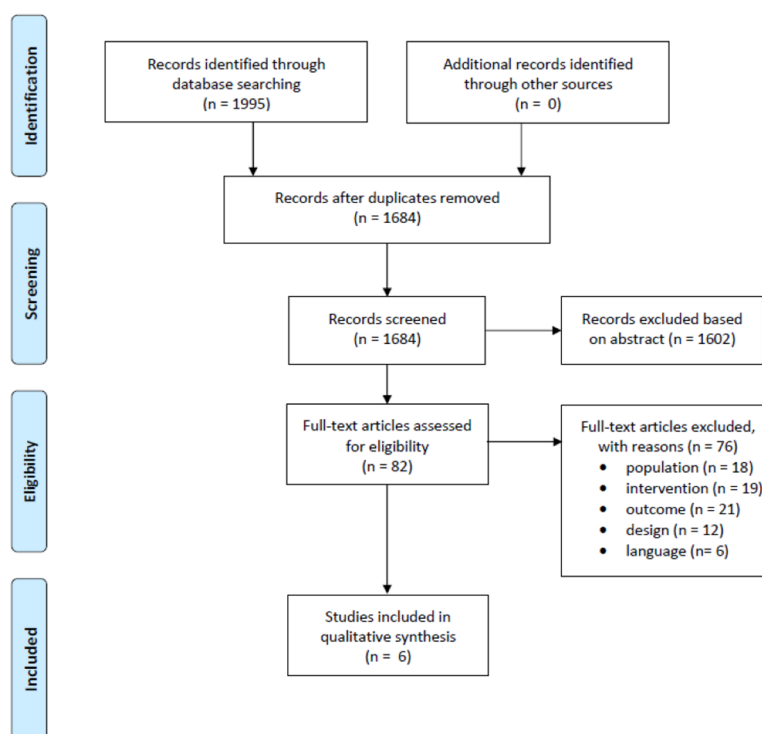 Identification
Records identified through
database searching
(n = 1995)
Additional records identified
through other sources
(n =  0)
Records after duplicates removed
(n = 1684)
Screening
Records screened
(n = 1684)
Records excluded based
on abstract (n = 1602)
Eligibility
Full-text articles assessed
for eligibility
(n = 82)
Full-text articles excluded,
with reasons (n = 76)
• population (n = 18)
• intervention (n = 19)
• outcome (n = 21)
• design (n = 12)
• language (n= 6)
Included
Studies included in
qualitative synthesis
(n =  6)